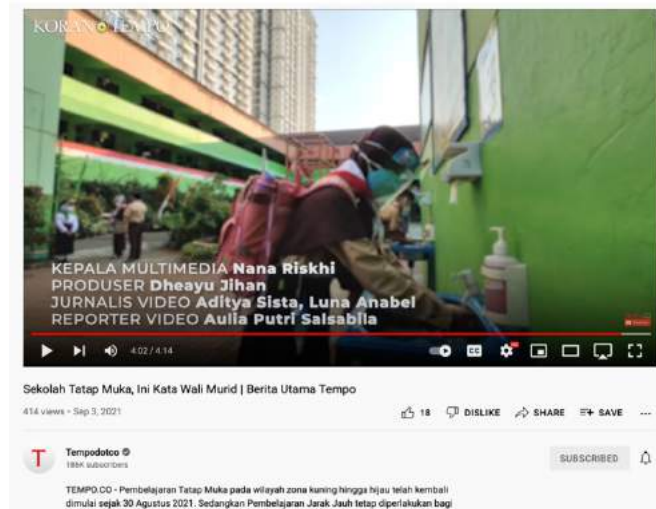 KORAN TEMPO
KEPALA MULTIMEDIA Nana Riskhi
PRODUSER Dheayu Jihan
JURNALIS VIDEO Aditya Sista, Luna Anabel
REPORTER VIDEO Aulia Putri Salsabila
4:02 / 4:14
CC
Sekolah Tatap Muka, Ini Kata Wali Murid | Berita Utama Tempo
414 views • Sep 3, 2021
18 DISLIKE SHARE SAVE ...
T
Tempodotco
186K subscribers
SUBSCRIBED
TEMPO.CO - Pembelajaran Tatap Muka pada wilayah zona kuning hingga hijau telah kembali
dimulai sejak 30 Agustus 2021. Sedangkan Pembelajaran Jarak Jauh tetap diperlakukan bagi